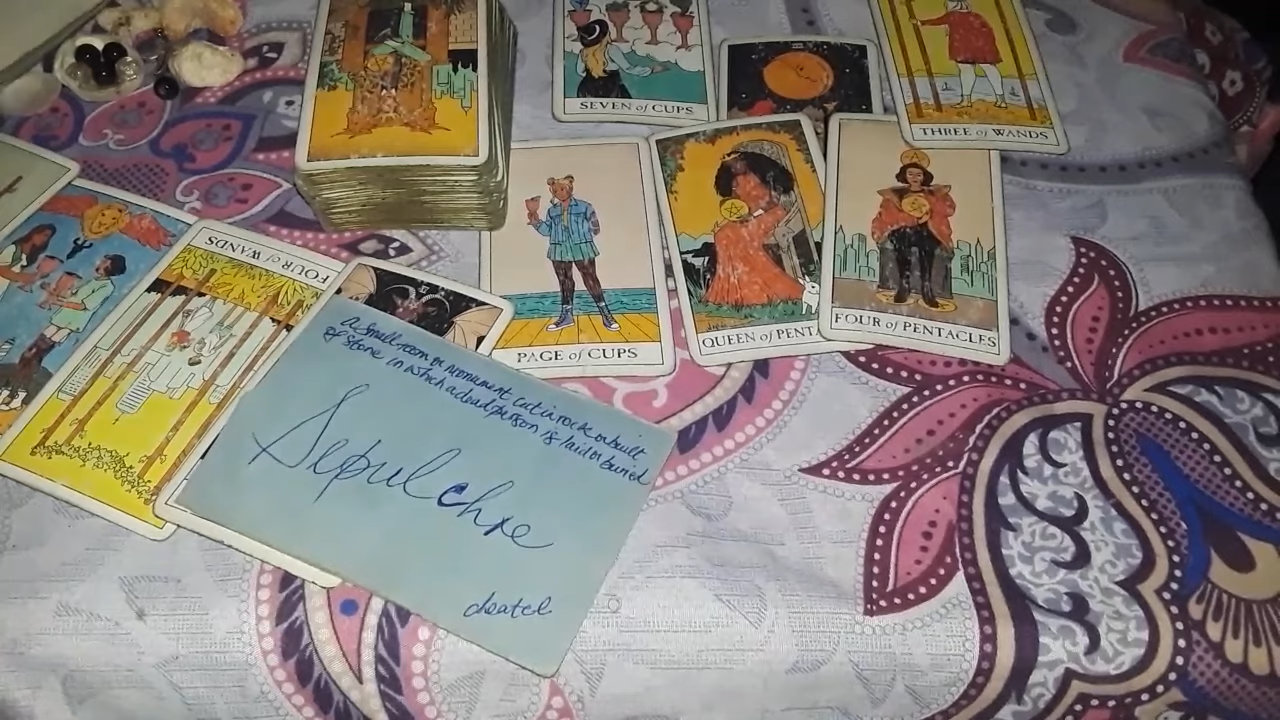 SEVEN of CUPS
THREE of WANDS
FOUR of WANDS
PAGE of CUPS
QUEEN of PENT
FOUR of PENTACLES
A small room or monument cut in rock or built
of stone in which a dead person is laid or buried
Sepulchre